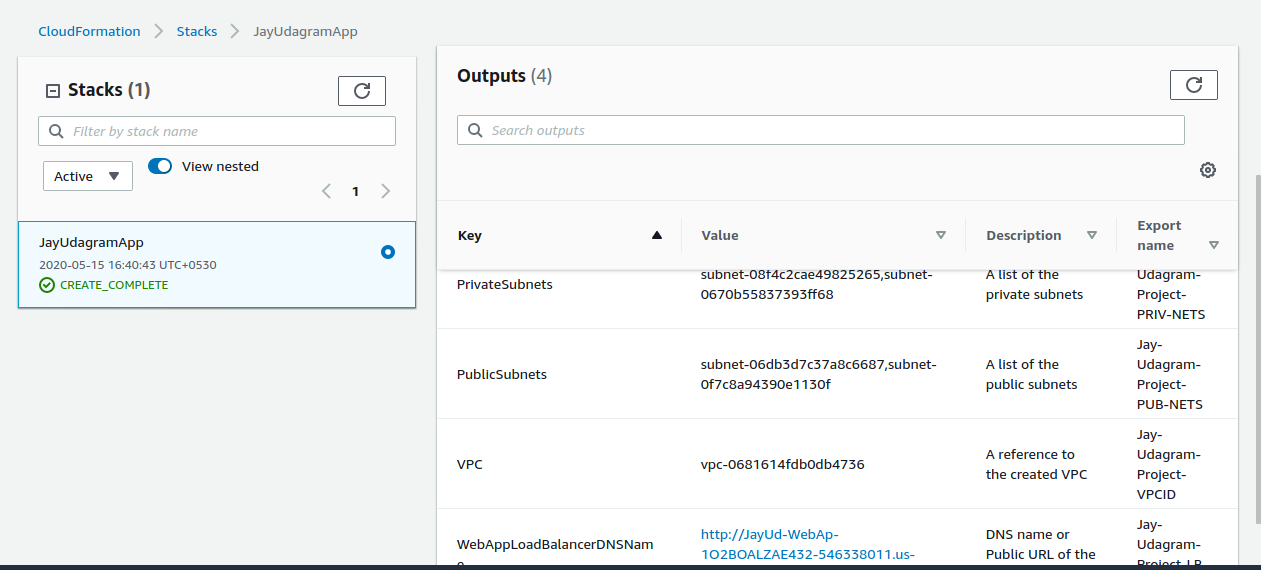 CloudFormation > Stacks > JayUdagramApp
Stacks (1)
Filter by stack name
Active
View nested
1
JayUdagramApp
2020-05-15 16:40:43 UTC+0530
CREATE_COMPLETE
Outputs (4)
Search outputs
Key
Value
Description
Export
name
PrivateSubnets
subnet-08f4c2cae49825265,subnet-
0670b55837393ff68
A list of the
private subnets
Udagram-
Project-
PRIV-NETS
PublicSubnets
subnet-06db3d7c37a8c6687,subnet-
0f7c8a94390e1130f
A list of the
public subnets
Jay-
Udagram-
Project-
PUB-NETS
VPC
vpc-0681614fdb0db4736
A reference to
the created VPC
Jay-
Udagram-
Project-
VPCID
WebAppLoadBalancerDNSNam
e
http://JayUd-WebAp-
1O2BOALZAE432-546338011.us-
DNS name or
Public URL of the
Jay-
Udagram-
Project-LB